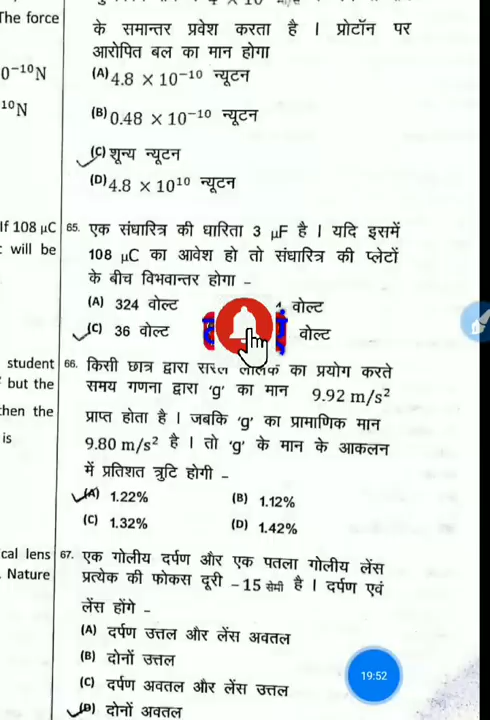 The force
के समान्तर प्रवेश करता है । प्रोटॉन पर
आरोपित बल का मान होगा
0⁻¹⁰N
(A) 4.8 × 10⁻¹⁰ न्यूटन
¹⁰N
(B) 0.48 × 10⁻¹⁰ न्यूटन
(C) शून्य न्यूटन
(D) 4.8 × 10¹⁰ न्यूटन
If 108 μC
will be
65. एक संधारित्र की धारिता 3 μF है । यदि इसमें
108 μC का आवेश हो तो संधारित्र की प्लेटों
के बीच विभवान्तर होगा –
(A) 324 वोल्ट
वोल्ट
(C) 36 वोल्ट
वोल्ट
student
but the
then the
is
66. किसी छात्र द्वारा सरल लोलक का प्रयोग करते
समय गणना द्वारा ‘g’ का मान 9.92 m/s²
प्राप्त होता है । जबकि ‘g’ का प्रामाणिक मान
9.80 m/s² है । तो ‘g’ के मान के आकलन
में प्रतिशत त्रुटि होगी –
(A) 1.22%
(B) 1.12%
(C) 1.32%
(D) 1.42%
cal lens
. Nature
67. एक गोलीय दर्पण और एक पतला गोलीय लेंस
प्रत्येक की फोकस दूरी –15 सेमी है । दर्पण एवं
लेंस होंगे –
(A) दर्पण उत्तल और लेंस अवतल
(B) दोनों उत्तल
(C) दर्पण अवतल और लेंस उत्तल
(D) दोनों अवतल
19:52